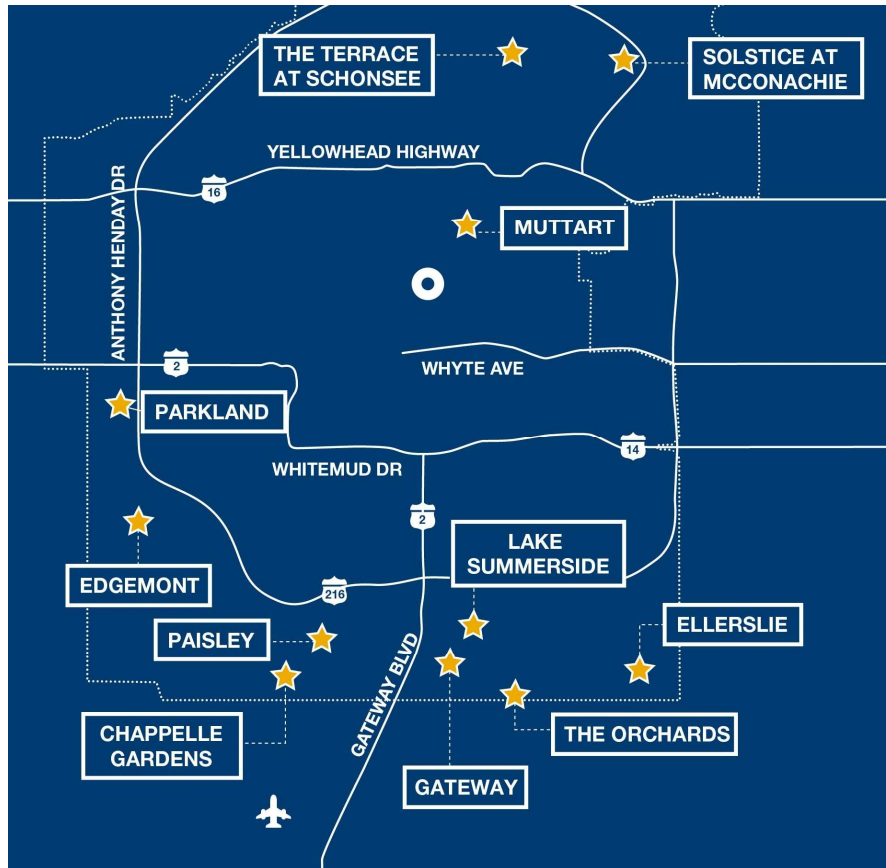 THE TERRACE
AT SCHONSEE
SOLSTICE AT
MCCONACHIE
YELLOWHEAD HIGHWAY
16
ANTHONY HENDAY DR
MUTTART
2
WHYTE AVE
PARKLAND
WHITEMUD DR
14
2
LAKE
SUMMERSIDE
EDGEMONT
216
PAISLEY
ELLERSLIE
GATEWAY BLVD
CHAPPELLE
GARDENS
THE ORCHARDS
GATEWAY